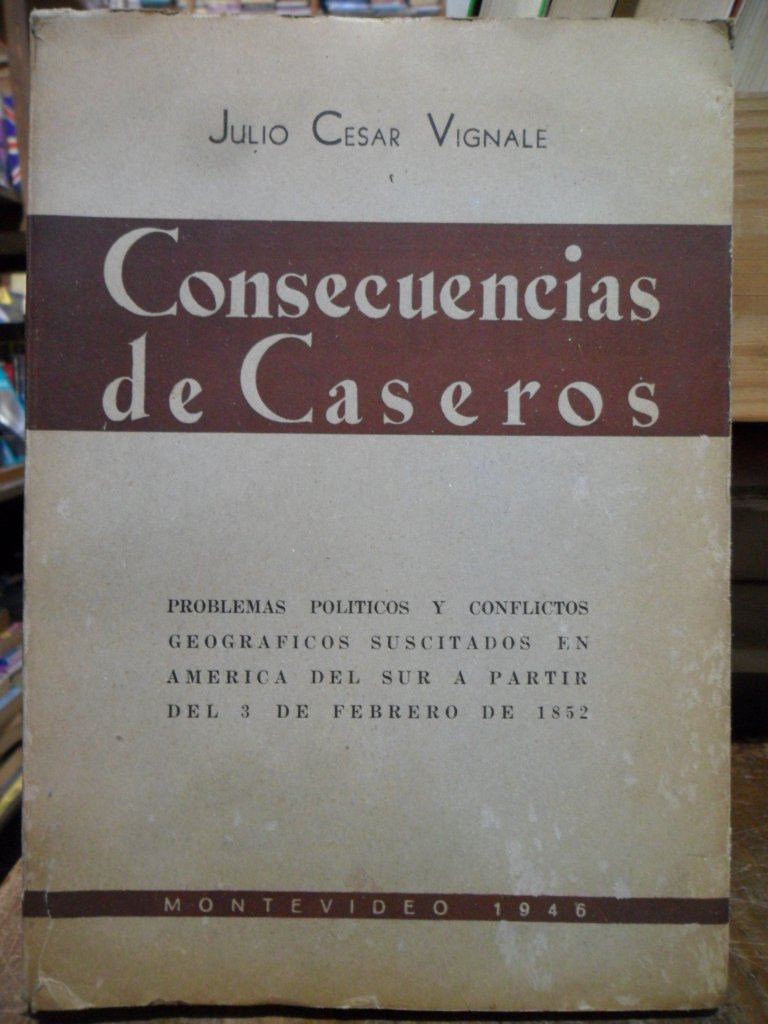 JULIO CESAR VIGNALE
Consecuencias
de Caseros
PROBLEMAS POLITICOS Y CONFLICTOS
GEOGRAFICOS SUSCITADOS EN
AMERICA DEL SUR A PARTIR
DEL 3 DE FEBRERO DE 1852
MONTEVIDEO 1946